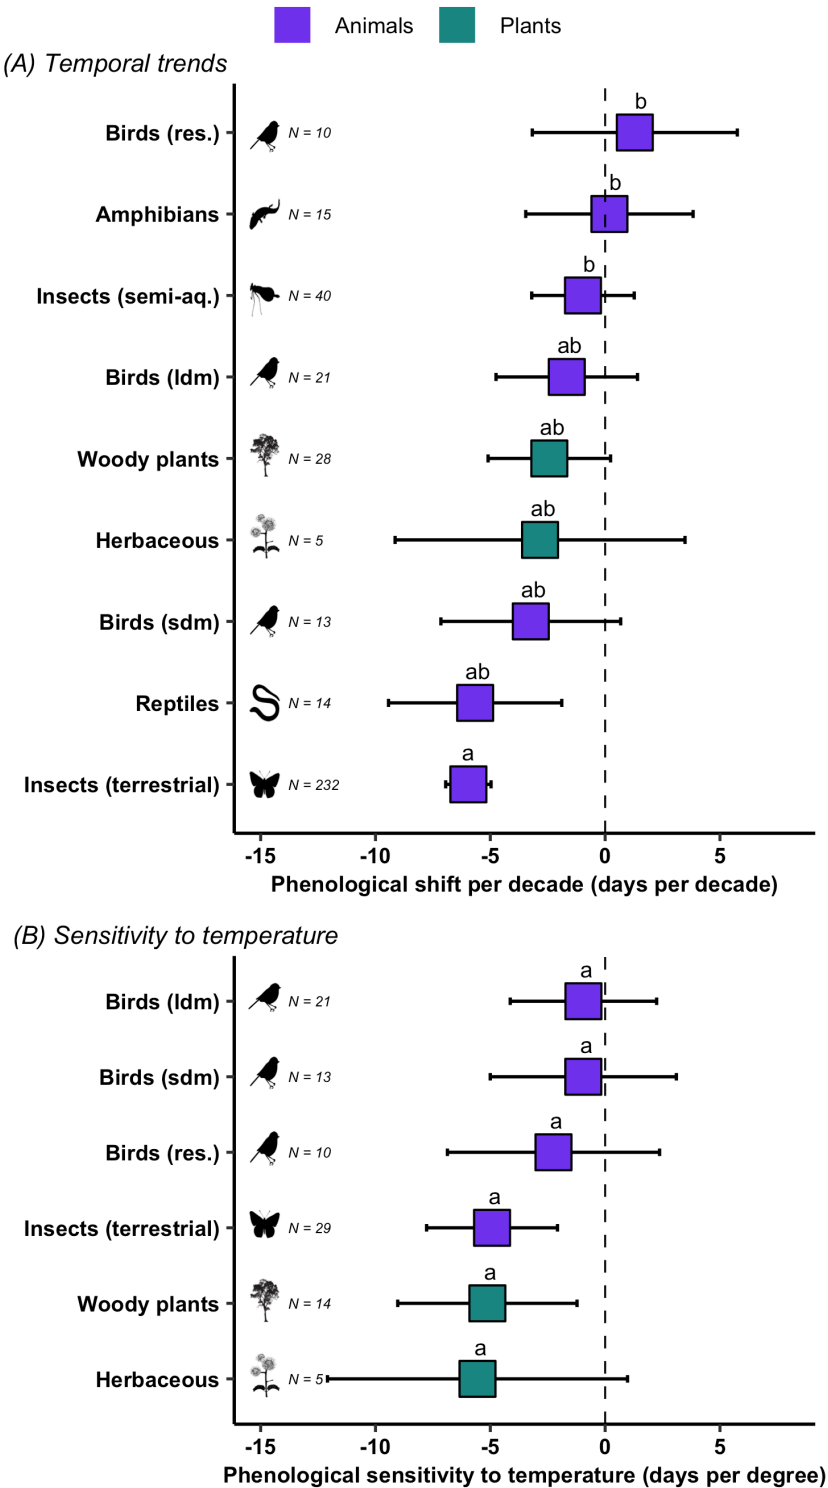 Animals Plants
(A) Temporal trends
b
Birds (res.) N = 10
b
Amphibians N = 15
b
Insects (semi-aq.) N = 40
ab
Birds (ldm) N = 21
ab
Woody plants N = 28
ab
Herbaceous N = 5
ab
Birds (sdm) N = 13
ab
Reptiles N = 14
a
Insects (terrestrial) N = 232
-15 -10 -5 0 5
Phenological shift per decade (days per decade)
(B) Sensitivity to temperature
a
Birds (ldm) N = 21
a
Birds (sdm) N = 13
a
Birds (res.) N = 10
a
Insects (terrestrial) N = 29
a
Woody plants N = 14
a
Herbaceous N = 5
-15 -10 -5 0 5
Phenological sensitivity to temperature (days per degree)